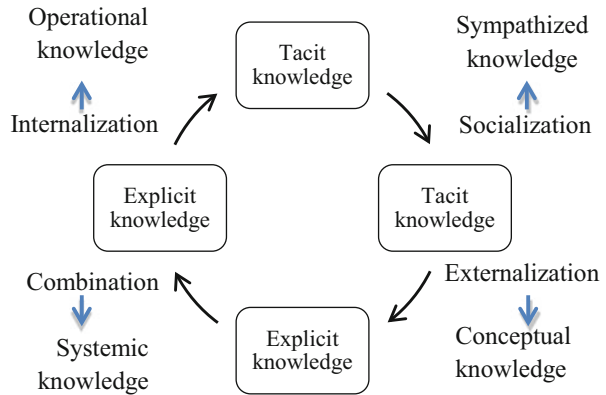 Operational
knowledge
Internalization
Tacit
knowledge
Sympathized
knowledge
Socialization
Explicit
knowledge
Tacit
knowledge
Combination
Systemic
knowledge
Explicit
knowledge
Externalization
Conceptual
knowledge